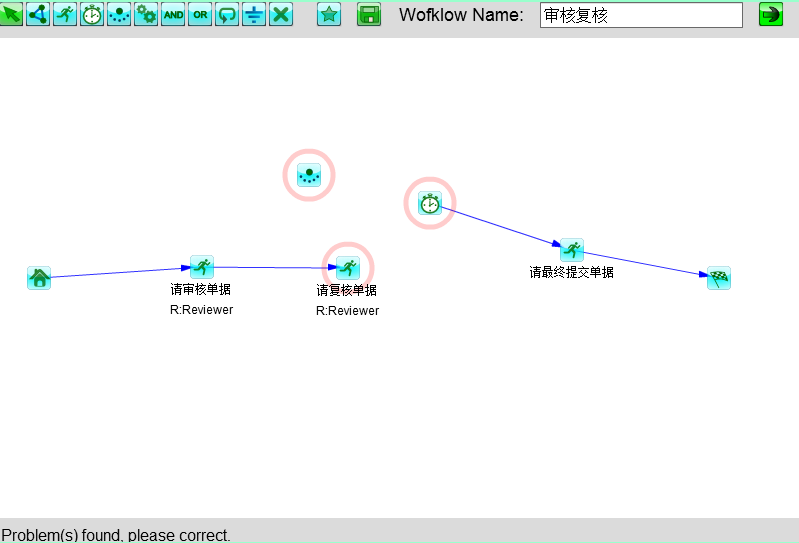 AND OR Wofklow Name: 审核复核
请审核单据
R:Reviewer
请复核单据
R:Reviewer
请最终提交单据
Problem(s) found, please correct.